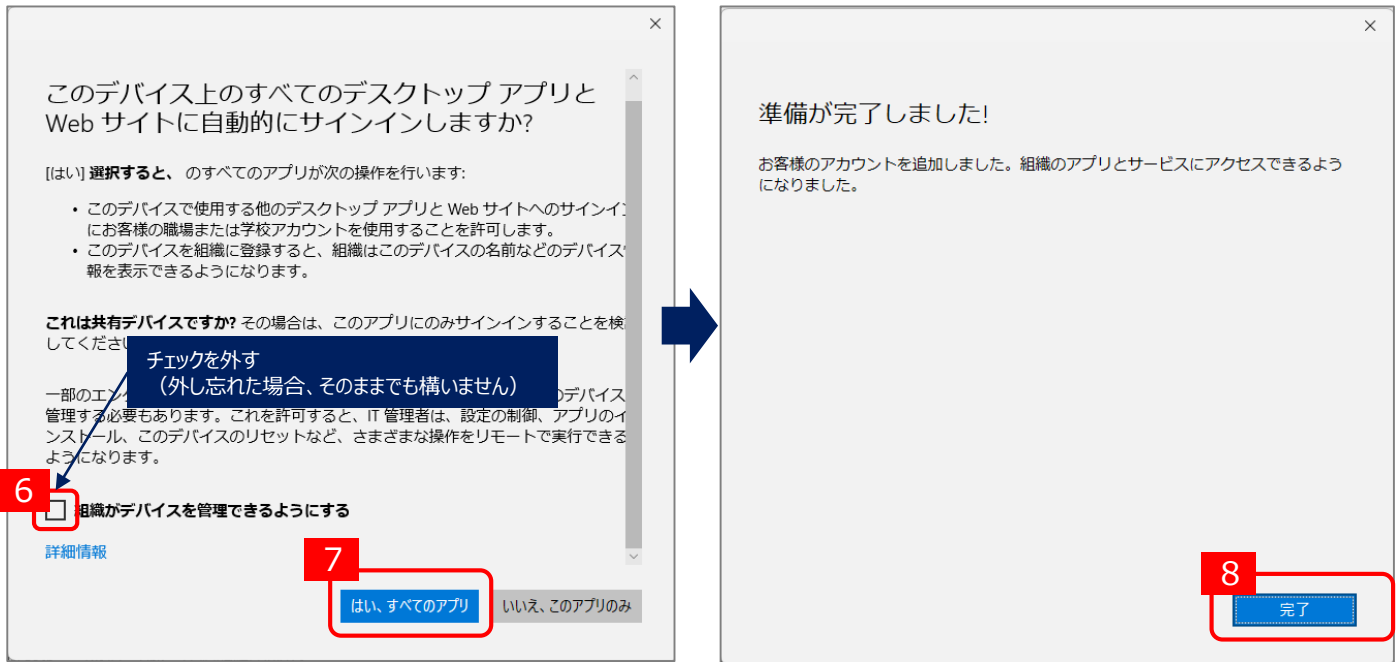 このデバイス上のすべてのデスクトップ アプリと
Web サイトに自動的にサインインしますか?
[はい] 選択すると、 のすべてのアプリが次の操作を行います:
• このデバイスで使用する他のデスクトップ アプリと Web サイトへのサインイン
にお客様の職場または学校アカウントを使用することを許可します。
• このデバイスを組織に登録すると、組織はこのデバイスの名前などのデバイス
報を表示できるようになります。
これは共有デバイスですか? その場合は、このアプリにのみサインインすることを検
してくださ
チェックを外す
（外し忘れた場合、そのままでも構いません）
一部のエン
のデバイス
管理する必要もあります。これを許可すると、IT 管理者は、設定の制御、アプリのイ
ンストール、このデバイスのリセットなど、さまざまな操作をリモートで実行できる
ようになります。
6
組織がデバイスを管理できるようにする
詳細情報
7
はい、すべてのアプリ
いいえ、このアプリのみ
準備が完了しました!
お客様のアカウントを追加しました。組織のアプリとサービスにアクセスできるよう
になりました。
8
完了